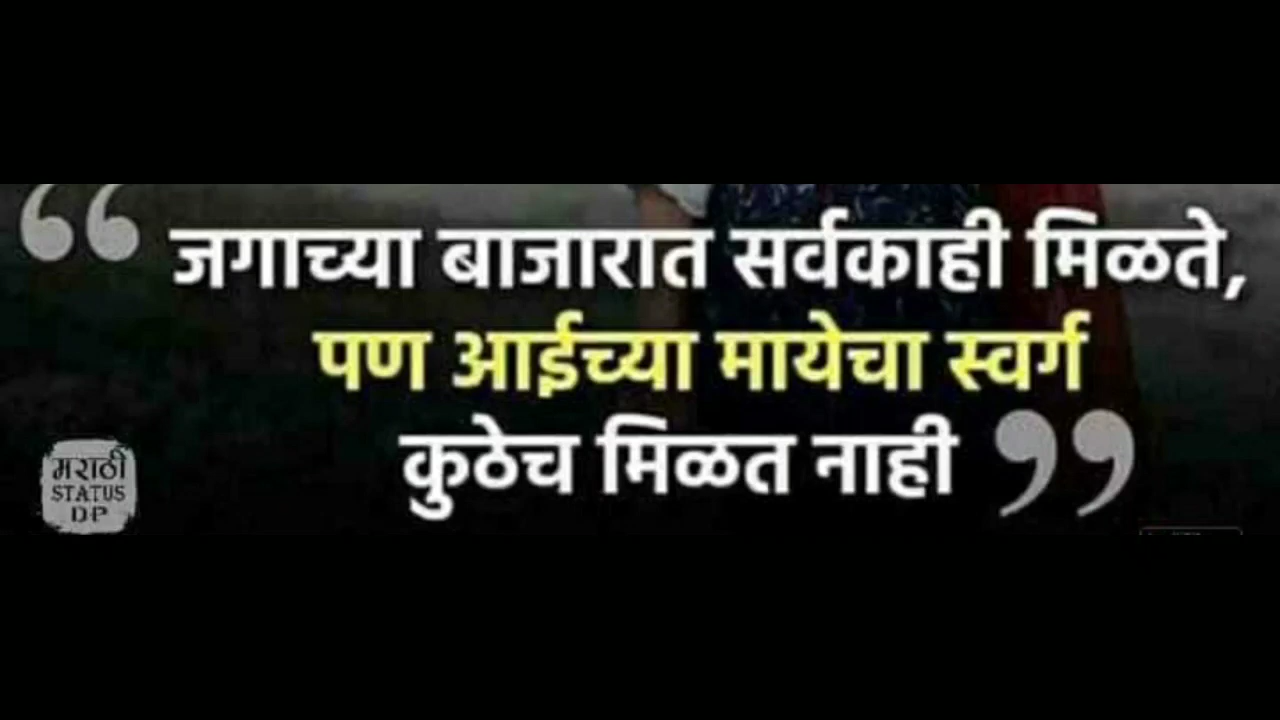 “ जगाच्या बाजारात सर्वकाही मिळते,
पण आईच्या मायेचा स्वर्ग
कुठेच मिळत नाही ”
मराठी
STATUS
DP